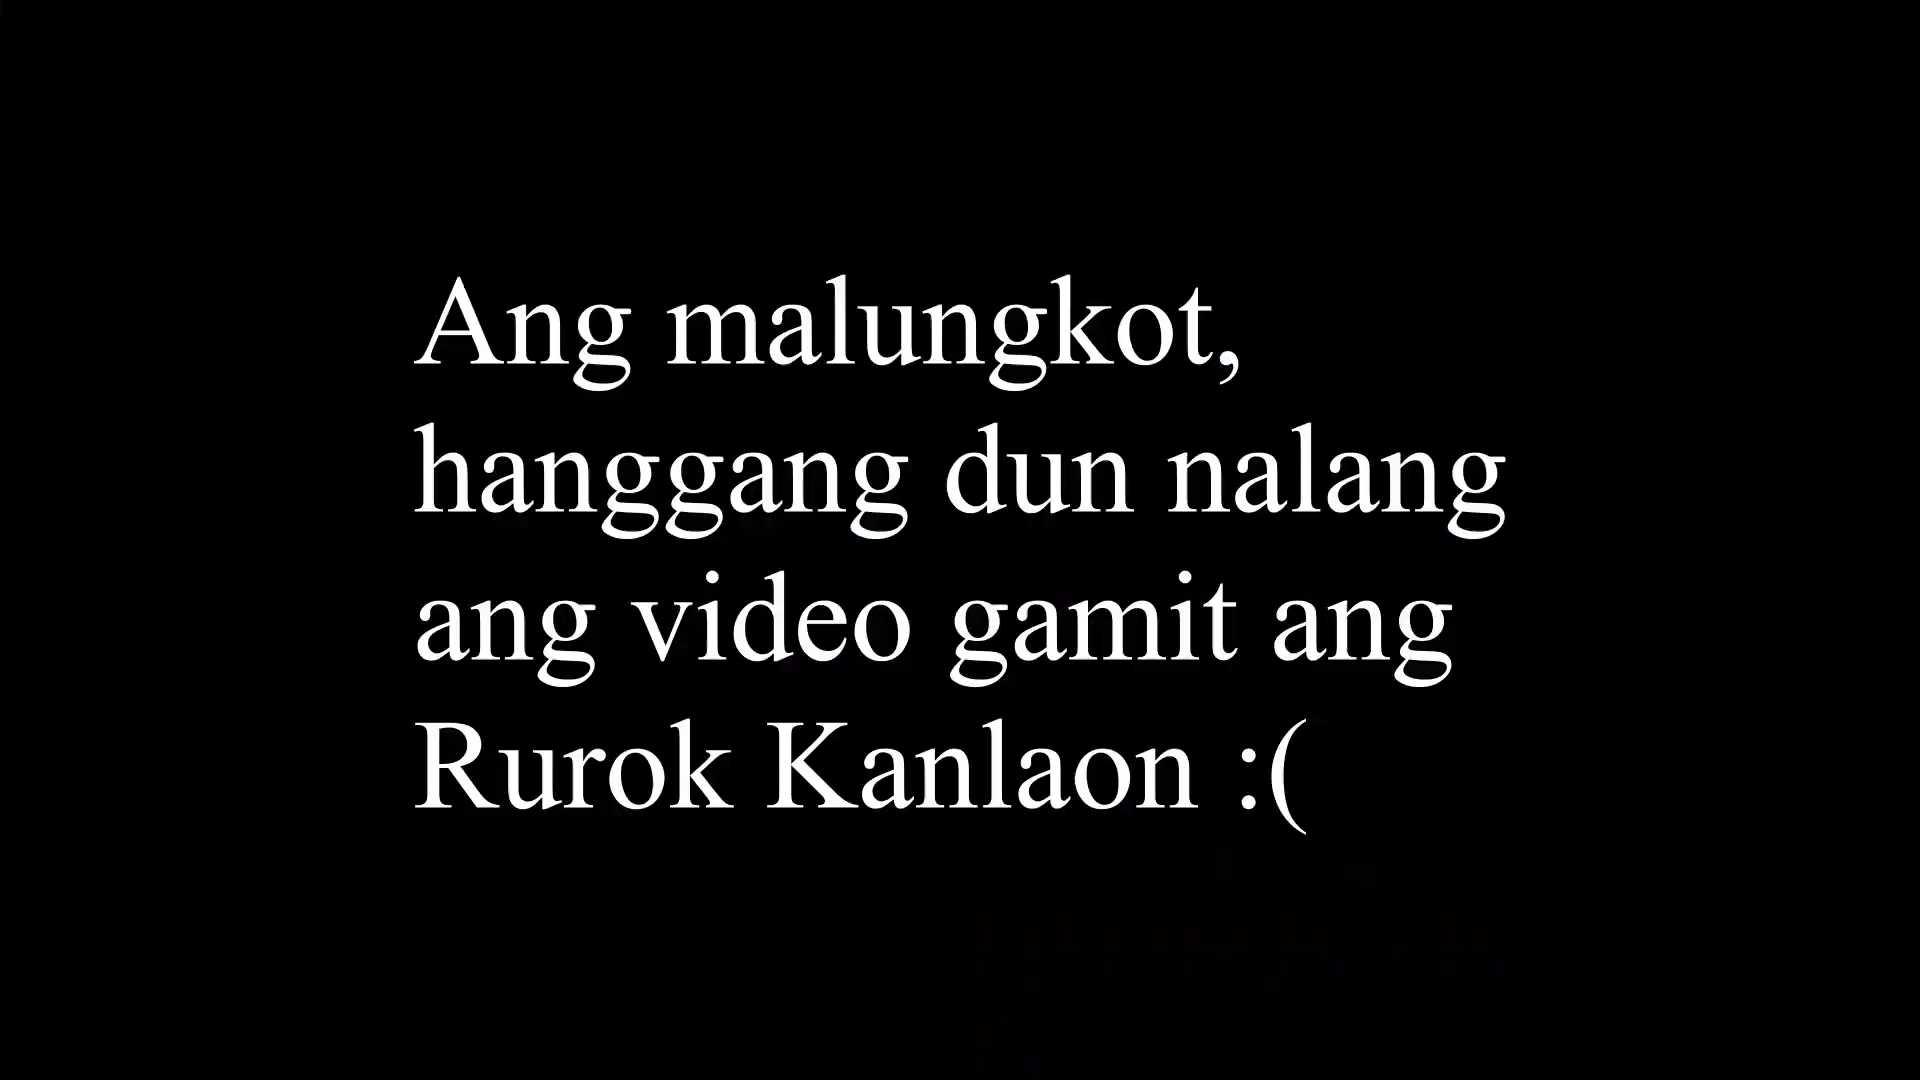 Ang malungkot,
hanggang dun nalang
ang video gamit ang
Rurok Kanlaon :(